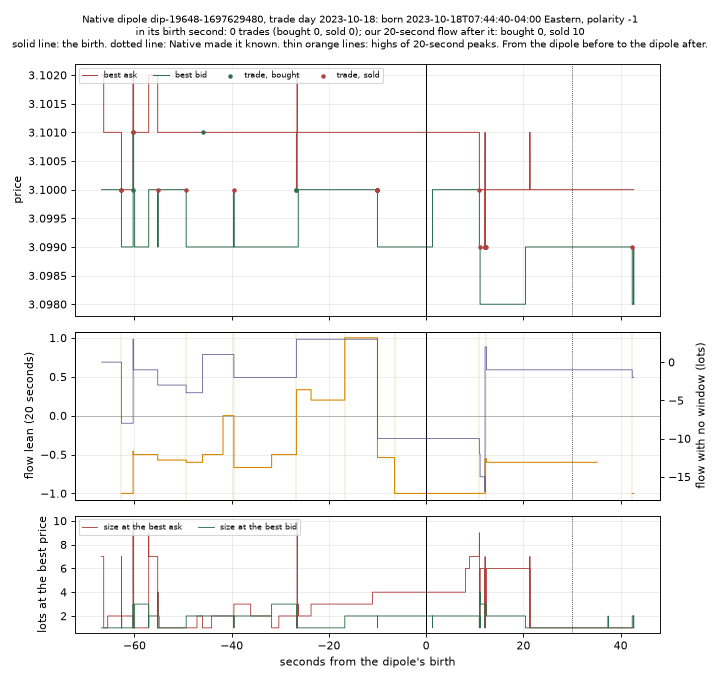 Native dipole dip-19648-1697629480, trade day 2023-10-18: born 2023-10-18T07:44:40-04:00 Eastern, polarity -1
in its birth second: 0 trades (bought 0, sold 0); our 20-second flow after it: bought 0, sold 10
solid line: the birth. dotted line: Native made it known. thin orange lines: highs of 20-second peaks. From the dipole before to the dipole after.
best ask best bid trade, bought trade, sold
3.1020
3.1015
3.1010
3.1005
3.1000
3.0995
3.0990
3.0985
3.0980
price
1.0
0.5
0.0
−0.5
−1.0
flow lean (20 seconds)
0
−5
−10
−15
flow with no window (lots)
size at the best ask size at the best bid
10
8
6
4
2
lots at the best price
−60 −40 −20 0 20 40
seconds from the dipole's birth